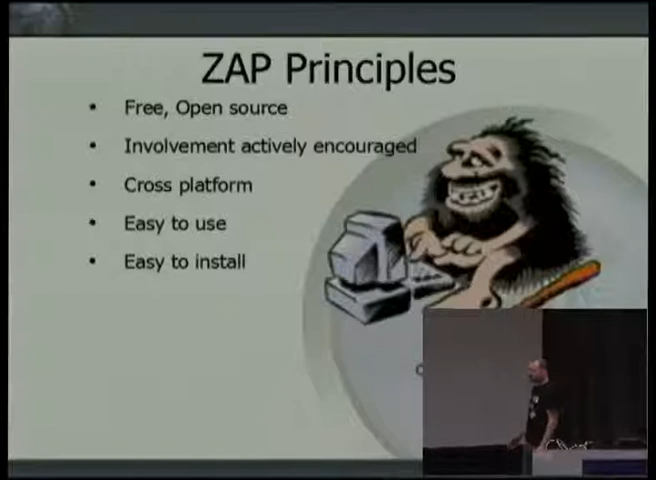 ZAP Principles
• Free, Open source
• Involvement actively encouraged
• Cross platform
• Easy to use
• Easy to install